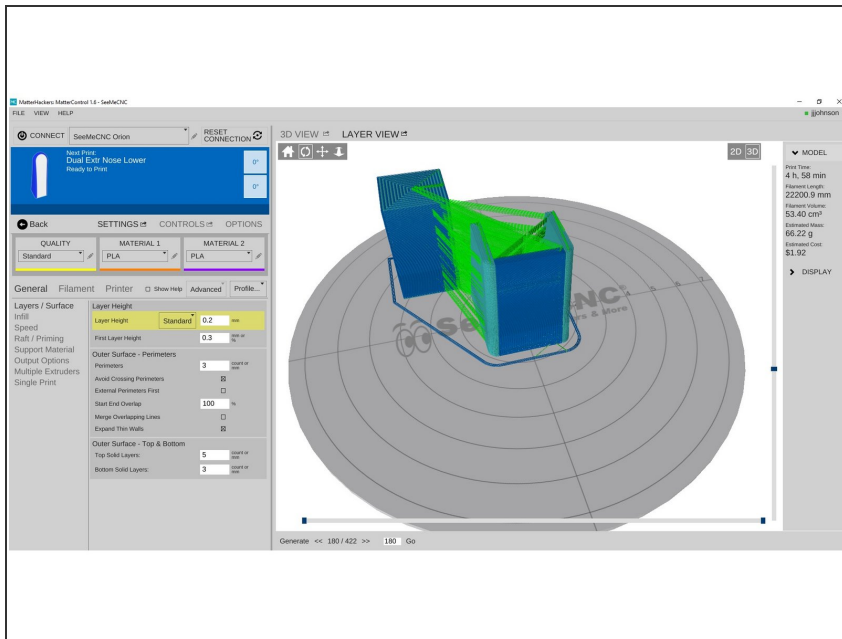 MatterHackers: MatterControl 1.6 - SeeMeCNC
FILE VIEW HELP
jjjohnson
CONNECT SeeMeCNC Orion RESET CONNECTION
Next Print:
Dual Extr Nose Lower
Ready to Print
0°
0°
Back SETTINGS CONTROLS OPTIONS
QUALITY MATERIAL 1 MATERIAL 2
Standard PLA PLA
General Filament Printer Show Help Advanced Profile...
Layers / Surface
Infill
Speed
Raft / Priming
Support Material
Output Options
Multiple Extruders
Single Print
Layer Height
Layer Height Standard 0.2 mm
First Layer Height 0.3 mm or %
Outer Surface - Perimeters
Perimeters 3 count or mm
Avoid Crossing Perimeters
External Perimeters First
Start End Overlap 100 %
Merge Overlapping Lines
Expand Thin Walls
Outer Surface - Top & Bottom
Top Solid Layers: 5 count or mm
Bottom Solid Layers: 3 count or mm
3D VIEW LAYER VIEW
2D 3D
NC®
& More
Generate << 180 / 422 >> 180 Go
MODEL
Print Time:
4 h, 58 min
Filament Length:
22200.9 mm
Filament Volume:
53.40 cm³
Estimated Mass:
66.22 g
Estimated Cost:
$1.92
DISPLAY